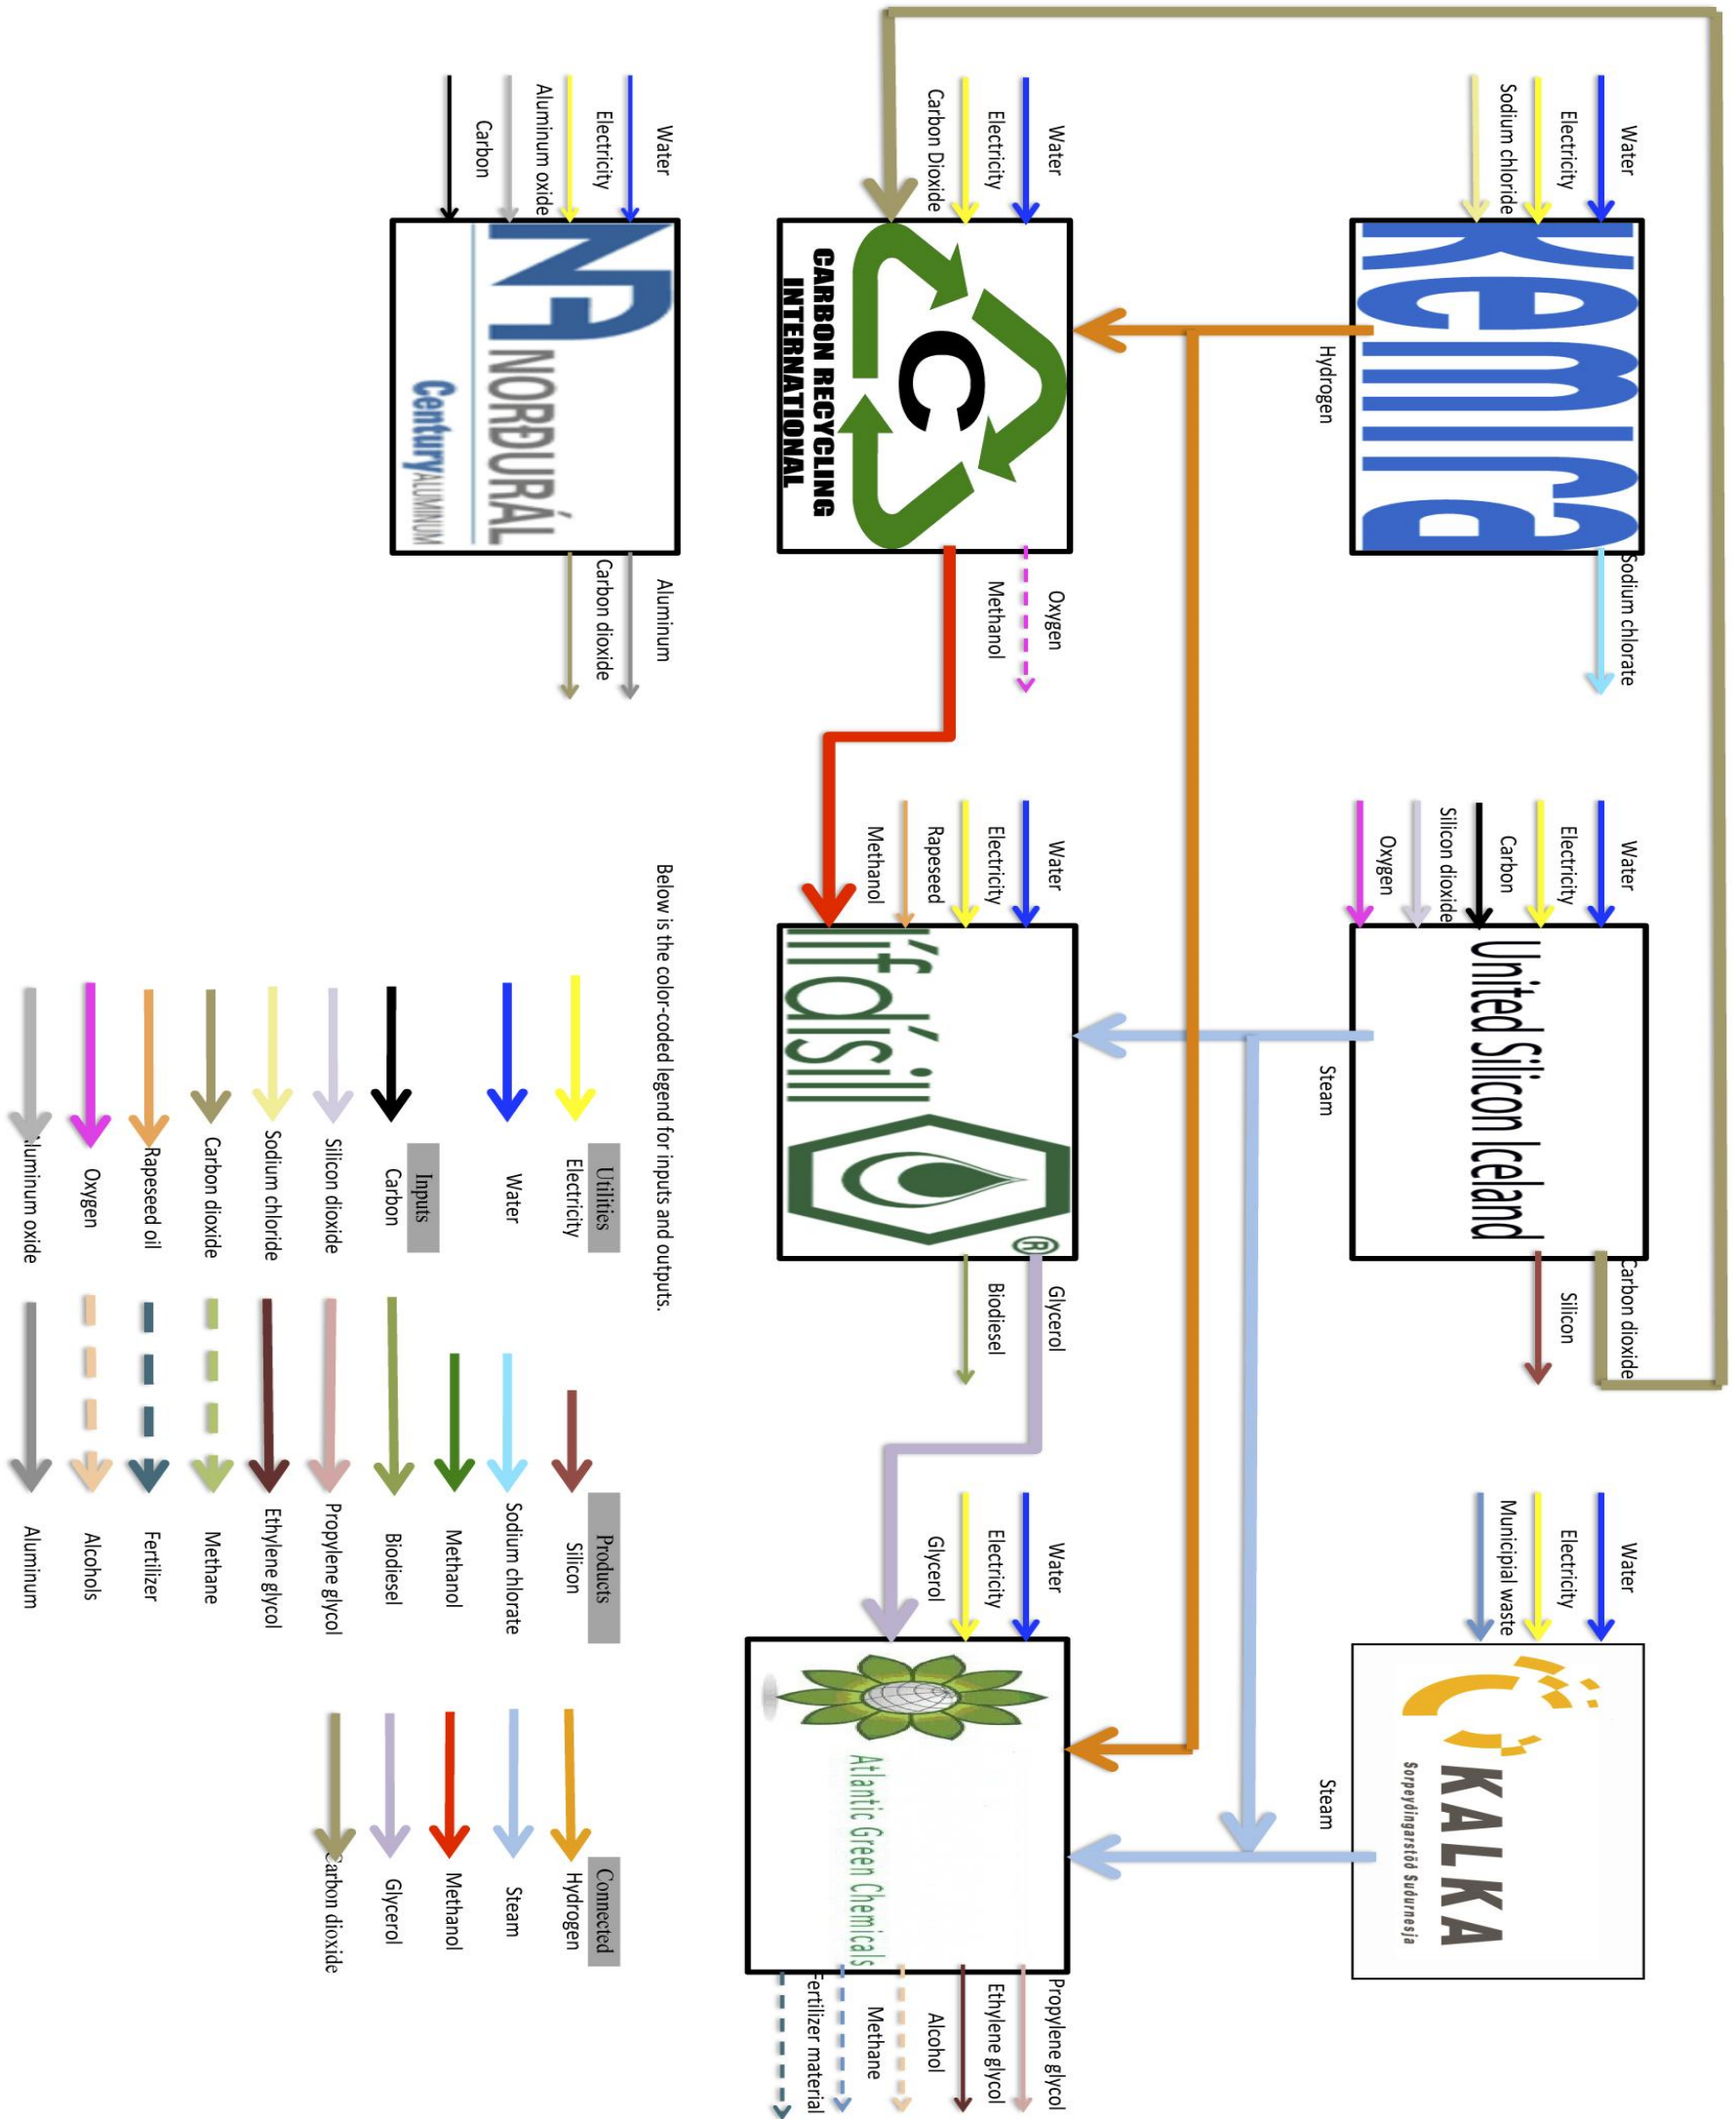 Water
Electricity
Sodium chloride
kemira
Sodium chlorate
Hydrogen
Water
Electricity
Carbon
Silicon dioxide
Oxygen
United Silicon Iceland
Carbon dioxide
Silicon
Steam
Water
Electricity
Municipial waste
KALKA
Sorpeyðingarstöð Suðurnesja
Steam
Water
Electricity
Carbon Dioxide
C
CARBON RECYCLING
INTERNATIONAL
Oxygen
Methanol
Water
Electricity
Rapeseed
Methanol
lífdísill
®
Glycerol
Biodiesel
Water
Electricity
Glycerol
Atlantic Green Chemicals
Propylene glycol
Ethylene glycol
Alcohol
Methane
Fertilizer material
Water
Electricity
Aluminum oxide
Carbon
NA
NORÐURÁL
Century ALUMINUM
Aluminum
Carbon dioxide
Below is the color-coded legend for inputs and outputs.
Utilities
Electricity
Water
Inputs
Carbon
Silicon dioxide
Sodium chloride
Carbon dioxide
Rapeseed oil
Oxygen
Aluminum oxide
Products
Silicon
Sodium chlorate
Methanol
Biodiesel
Propylene glycol
Ethylene glycol
Methane
Fertilizer
Alcohols
Aluminum
Connected
Hydrogen
Steam
Methanol
Glycerol
Carbon dioxide